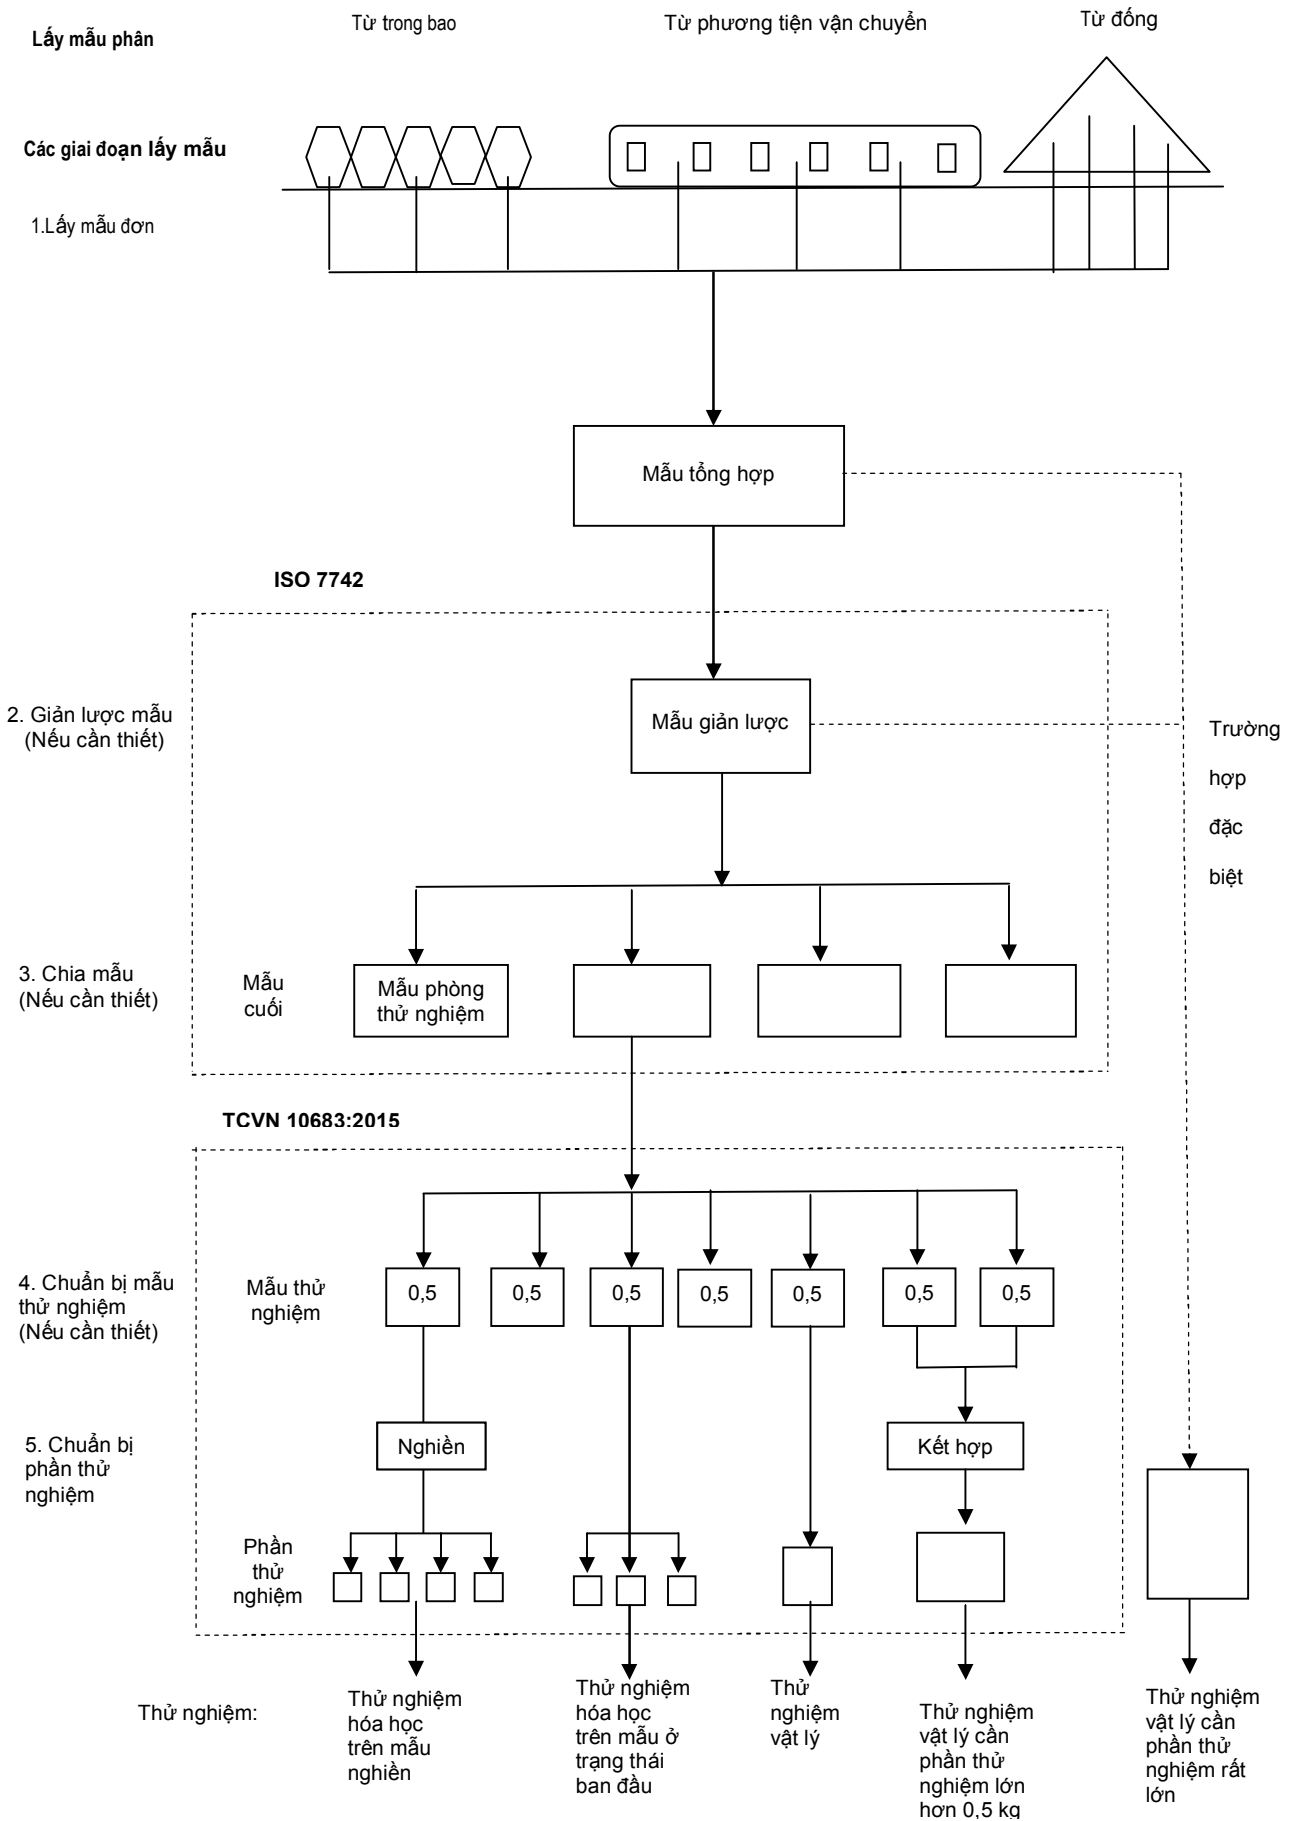 Lấy mẫu phân
Từ trong bao
Từ phương tiện vận chuyển
Từ đống
Các giai đoạn lấy mẫu
1.Lấy mẫu đơn
Mẫu tổng hợp
ISO 7742
2. Giản lược mẫu
(Nếu cần thiết)
Mẫu giản lược
Trường
hợp
đặc
biệt
3. Chia mẫu
(Nếu cần thiết)
Mẫu
cuối
Mẫu phòng
thử nghiệm
TCVN 10683:2015
4. Chuẩn bị mẫu
thử nghiệm
(Nếu cần thiết)
Mẫu thử
nghiệm
0,5
0,5
0,5
0,5
0,5
0,5
0,5
5. Chuẩn bị
phần thử
nghiệm
Nghiền
Kết hợp
Phần
thử
nghiệm
Thử nghiệm:
Thử nghiệm
hóa học
trên mẫu
nghiền
Thử nghiệm
hóa học
trên mẫu ở
trạng thái
ban đầu
Thử
nghiệm
vật lý
Thử nghiệm
vật lý cần
phần thử
nghiệm lớn
hơn 0,5 kg
Thử nghiệm
vật lý cần
phần thử
nghiệm rất
lớn